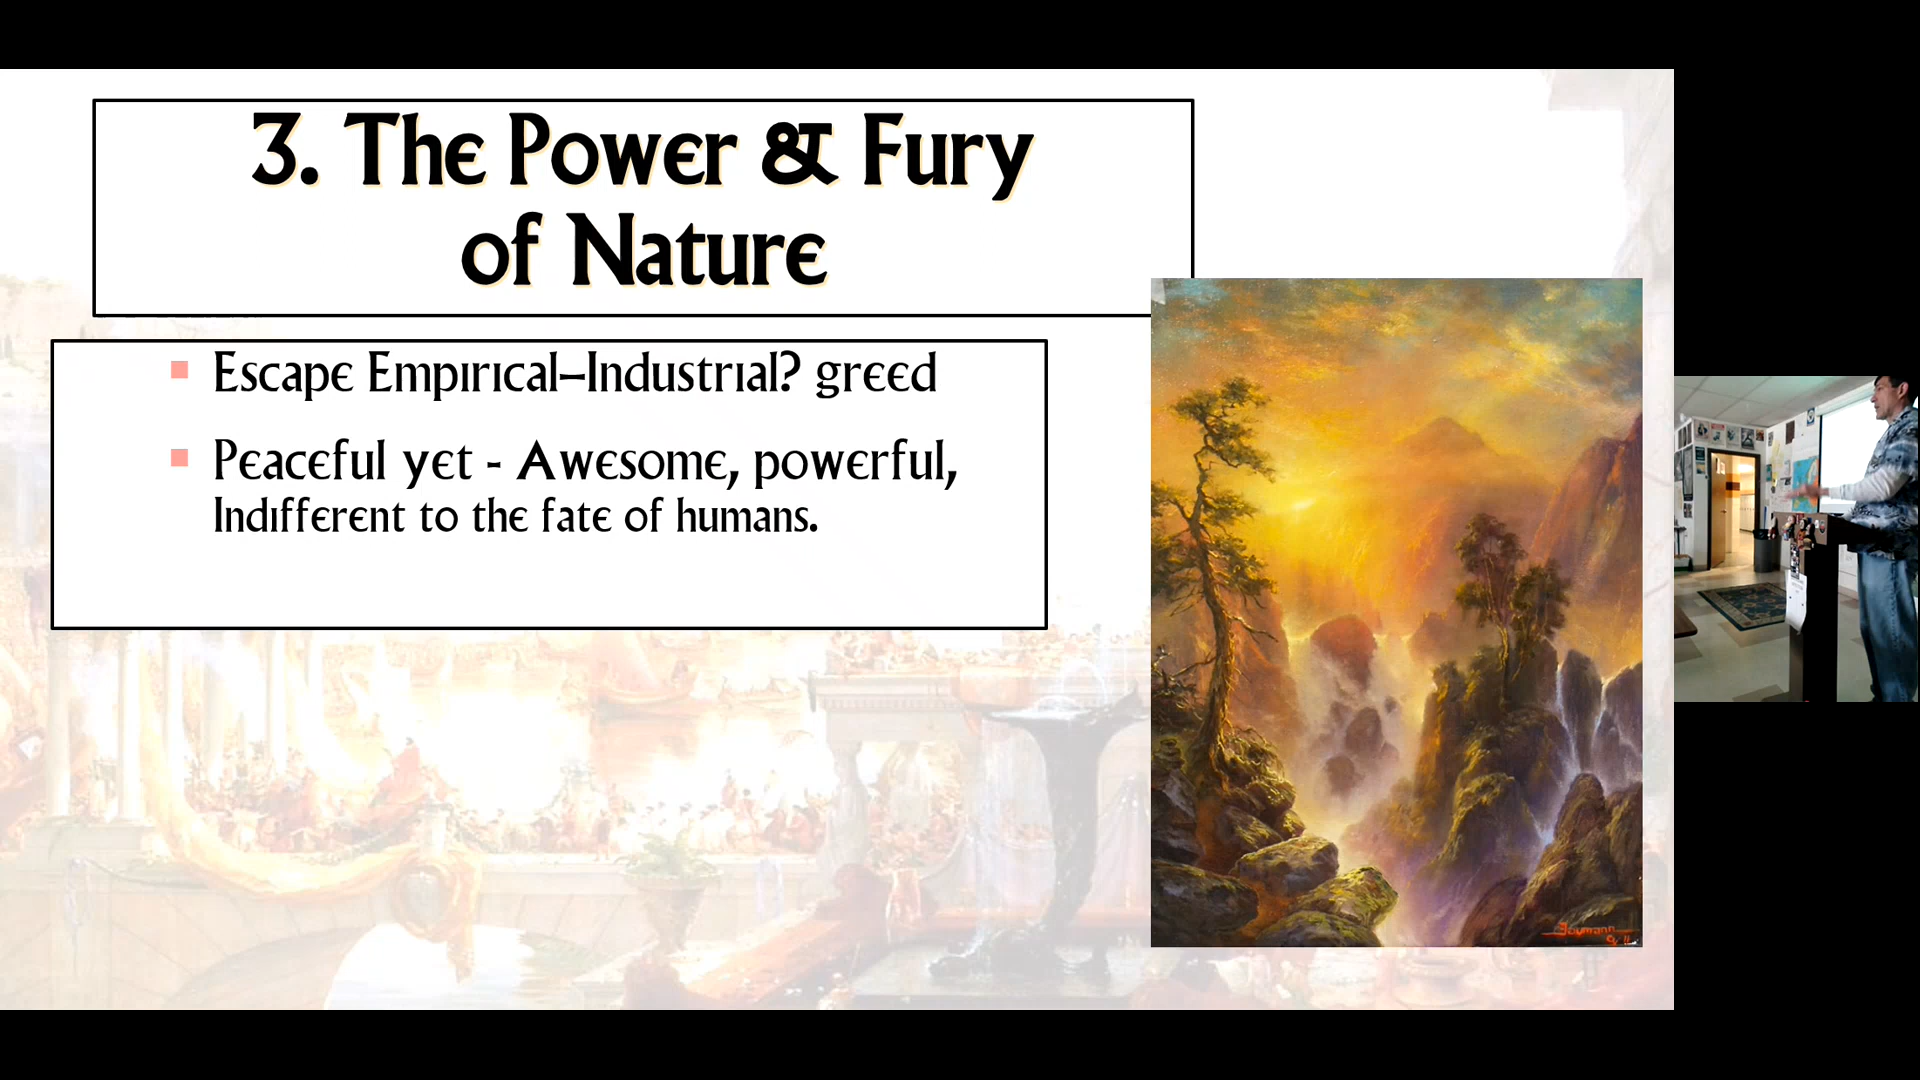 3. The Power & Fury
of Nature
Escape Empirical–Industrial? greed
Peaceful yet - Awesome, powerful,
Indifferent to the fate of humans.